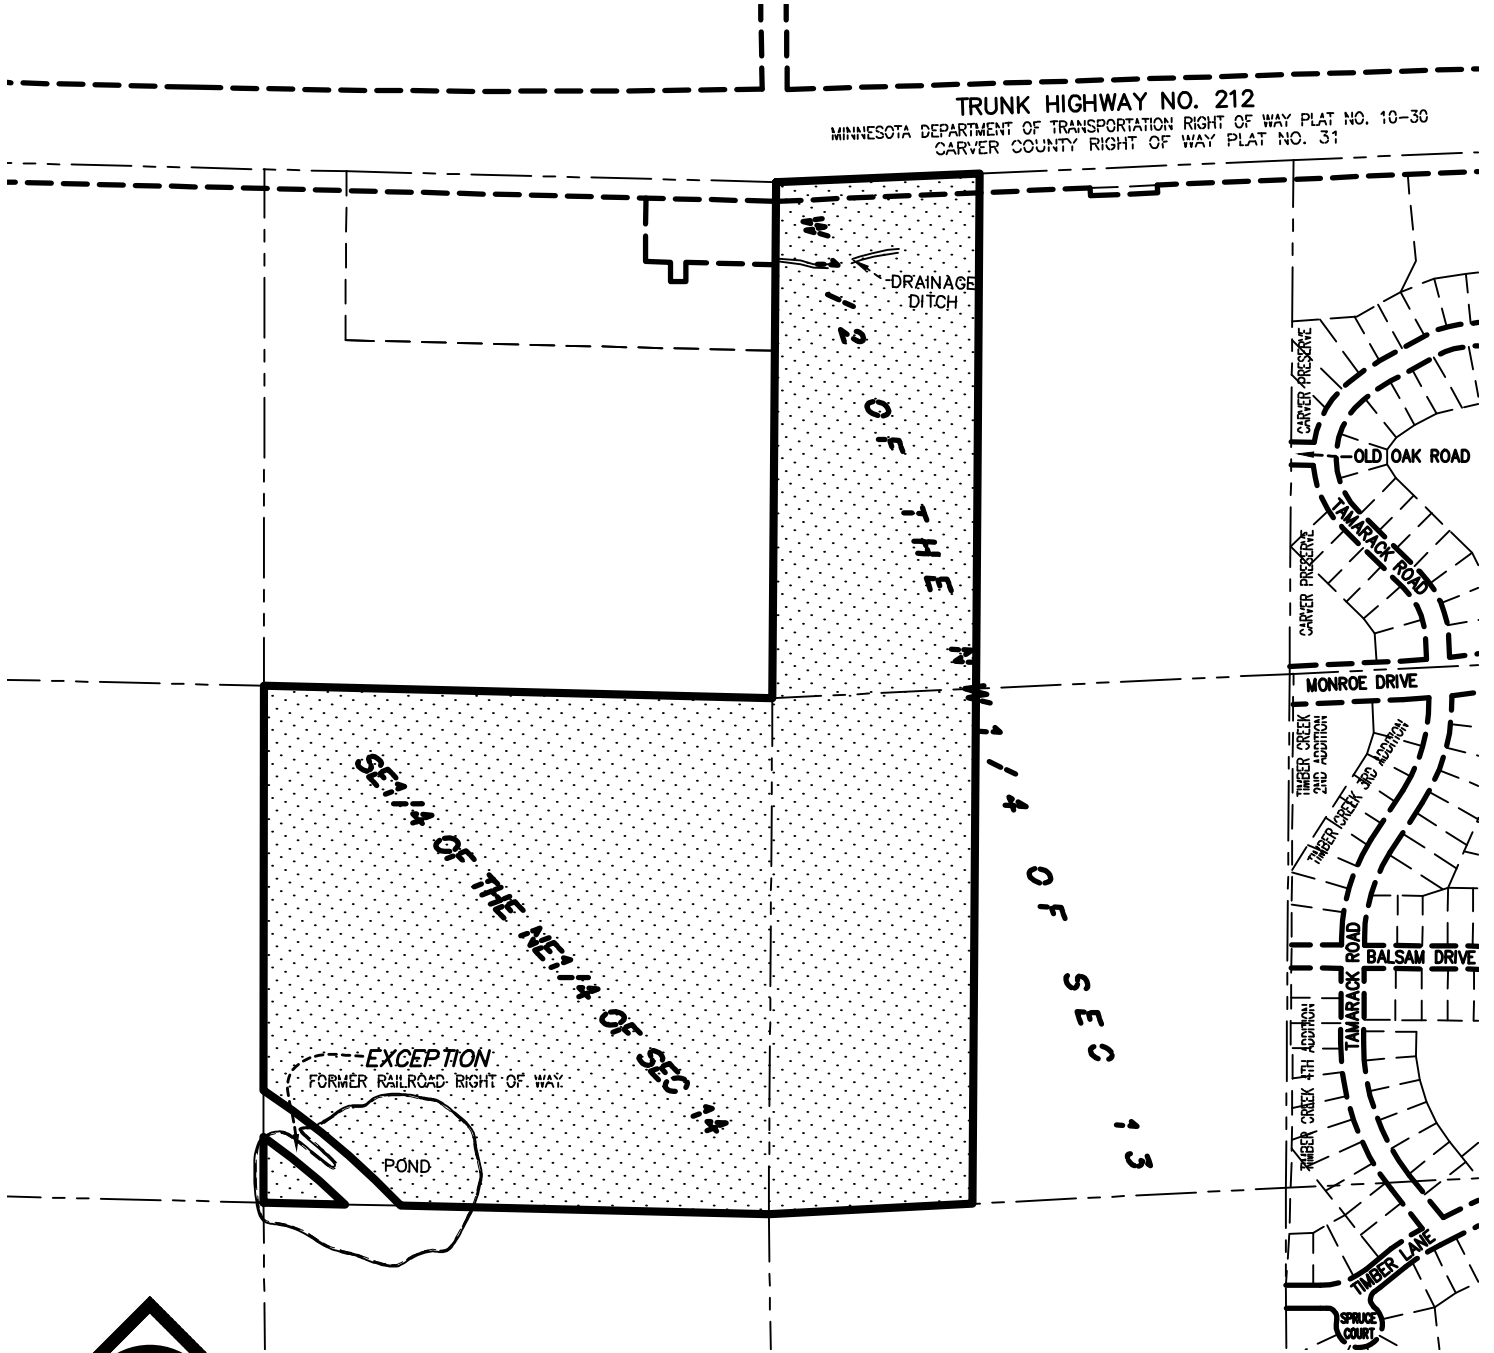 TRUNK HIGHWAY NO. 212
MINNESOTA DEPARTMENT OF TRANSPORTATION RIGHT OF WAY PLAT NO. 10-30
CARVER COUNTY RIGHT OF WAY PLAT NO. 31
DRAINAGE
DITCH
W 1/2 OF THE NW 1/4 OF SEC 13
CARVER PRESERVE
OLD OAK ROAD
TAMARACK ROAD
CARVER PRESERVE
MONROE DRIVE
TIMBER CREEK
2ND ADDITION
TIMBER CREEK 3RD ADDITION
SE1/4 OF THE NE1/4 OF SEC 14
TAMARACK ROAD
BALSAM DRIVE
TIMBER CREEK 4TH ADDITION
EXCEPTION
FORMER RAILROAD RIGHT OF WAY
POND
TIMBER LANE
SPRUCE
COURT